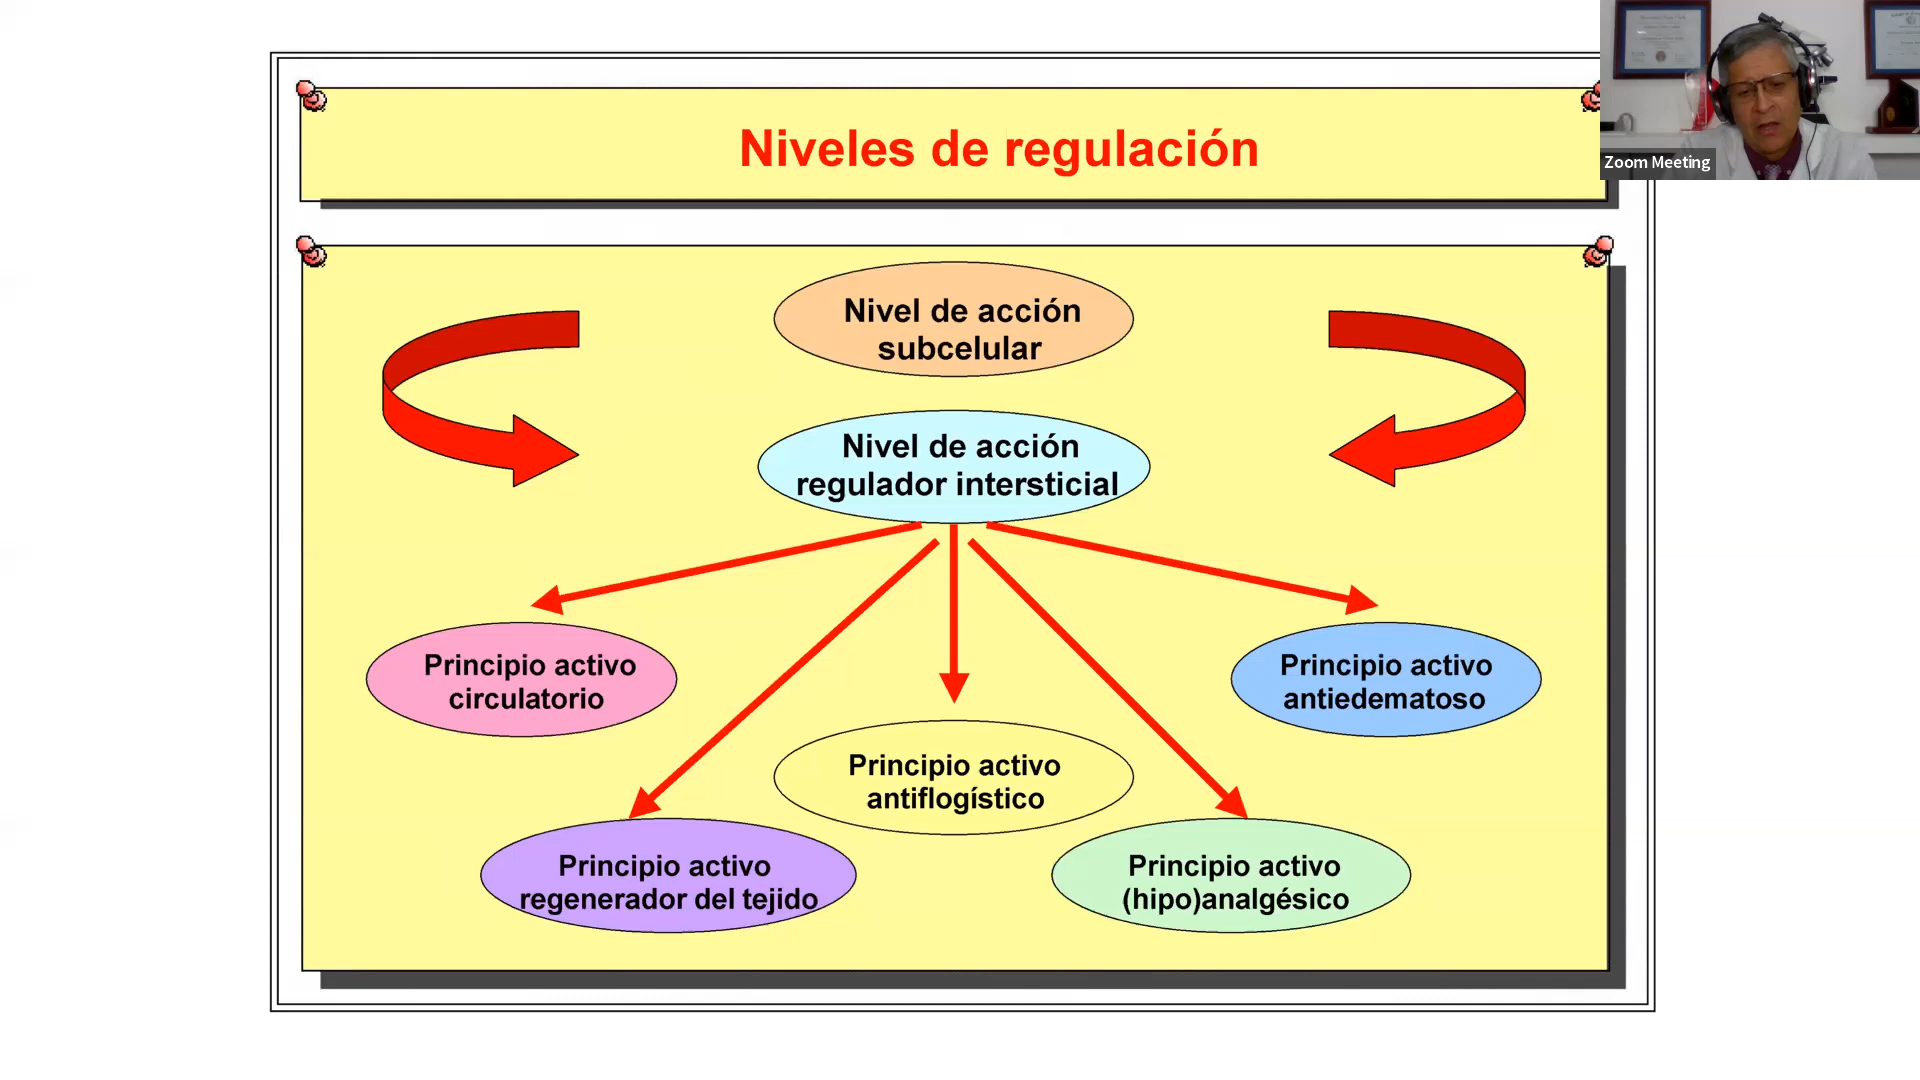 Niveles de regulación
Zoom Meeting
Nivel de acción
subcelular
Nivel de acción
regulador intersticial
Principio activo
circulatorio
Principio activo
antiedematoso
Principio activo
antiflogístico
Principio activo
regenerador del tejido
Principio activo
(hipo)analgésico